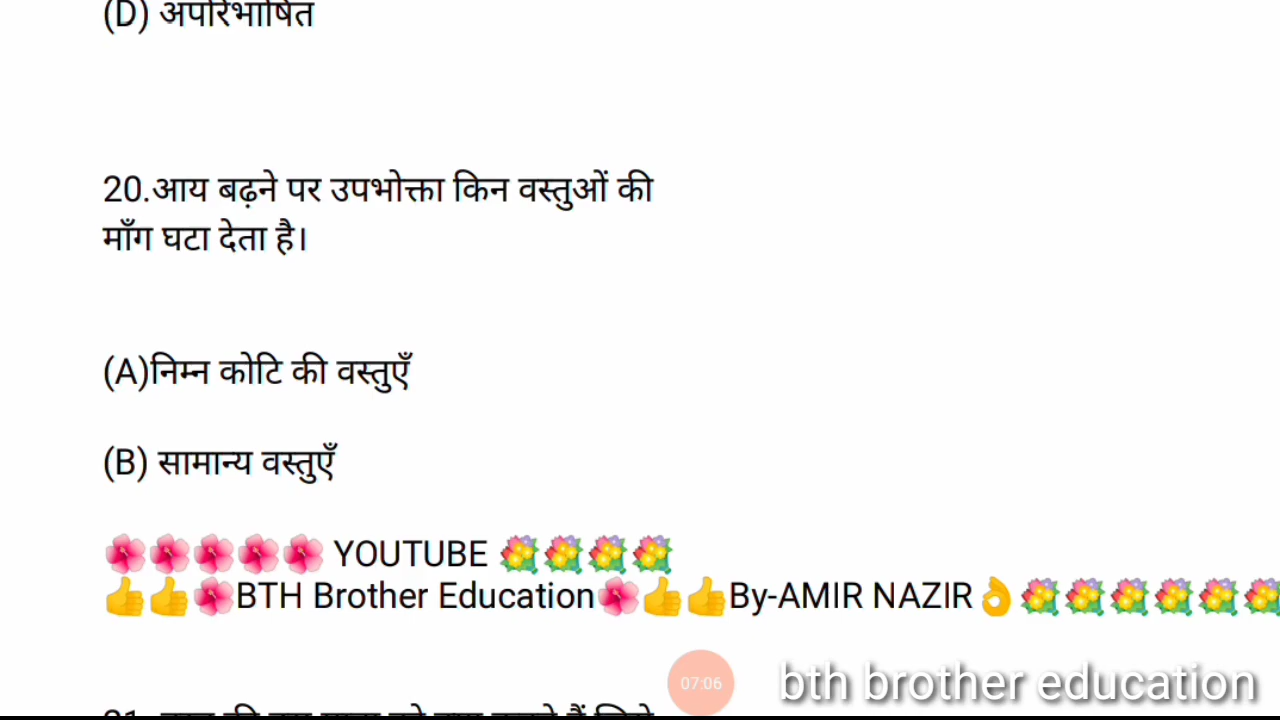 (D) अपरिभाषित
20.आय बढ़ने पर उपभोक्ता किन वस्तुओं की
माँग घटा देता है।
(A)निम्न कोटि की वस्तुएँ
(B) सामान्य वस्तुएँ
🌺🌺🌺🌺🌺 YOUTUBE 💐💐💐💐
👍👍🌺BTH Brother Education🌺👍👍By-AMIR NAZIR👌💐💐💐💐💐💐
07:06
bth brother education